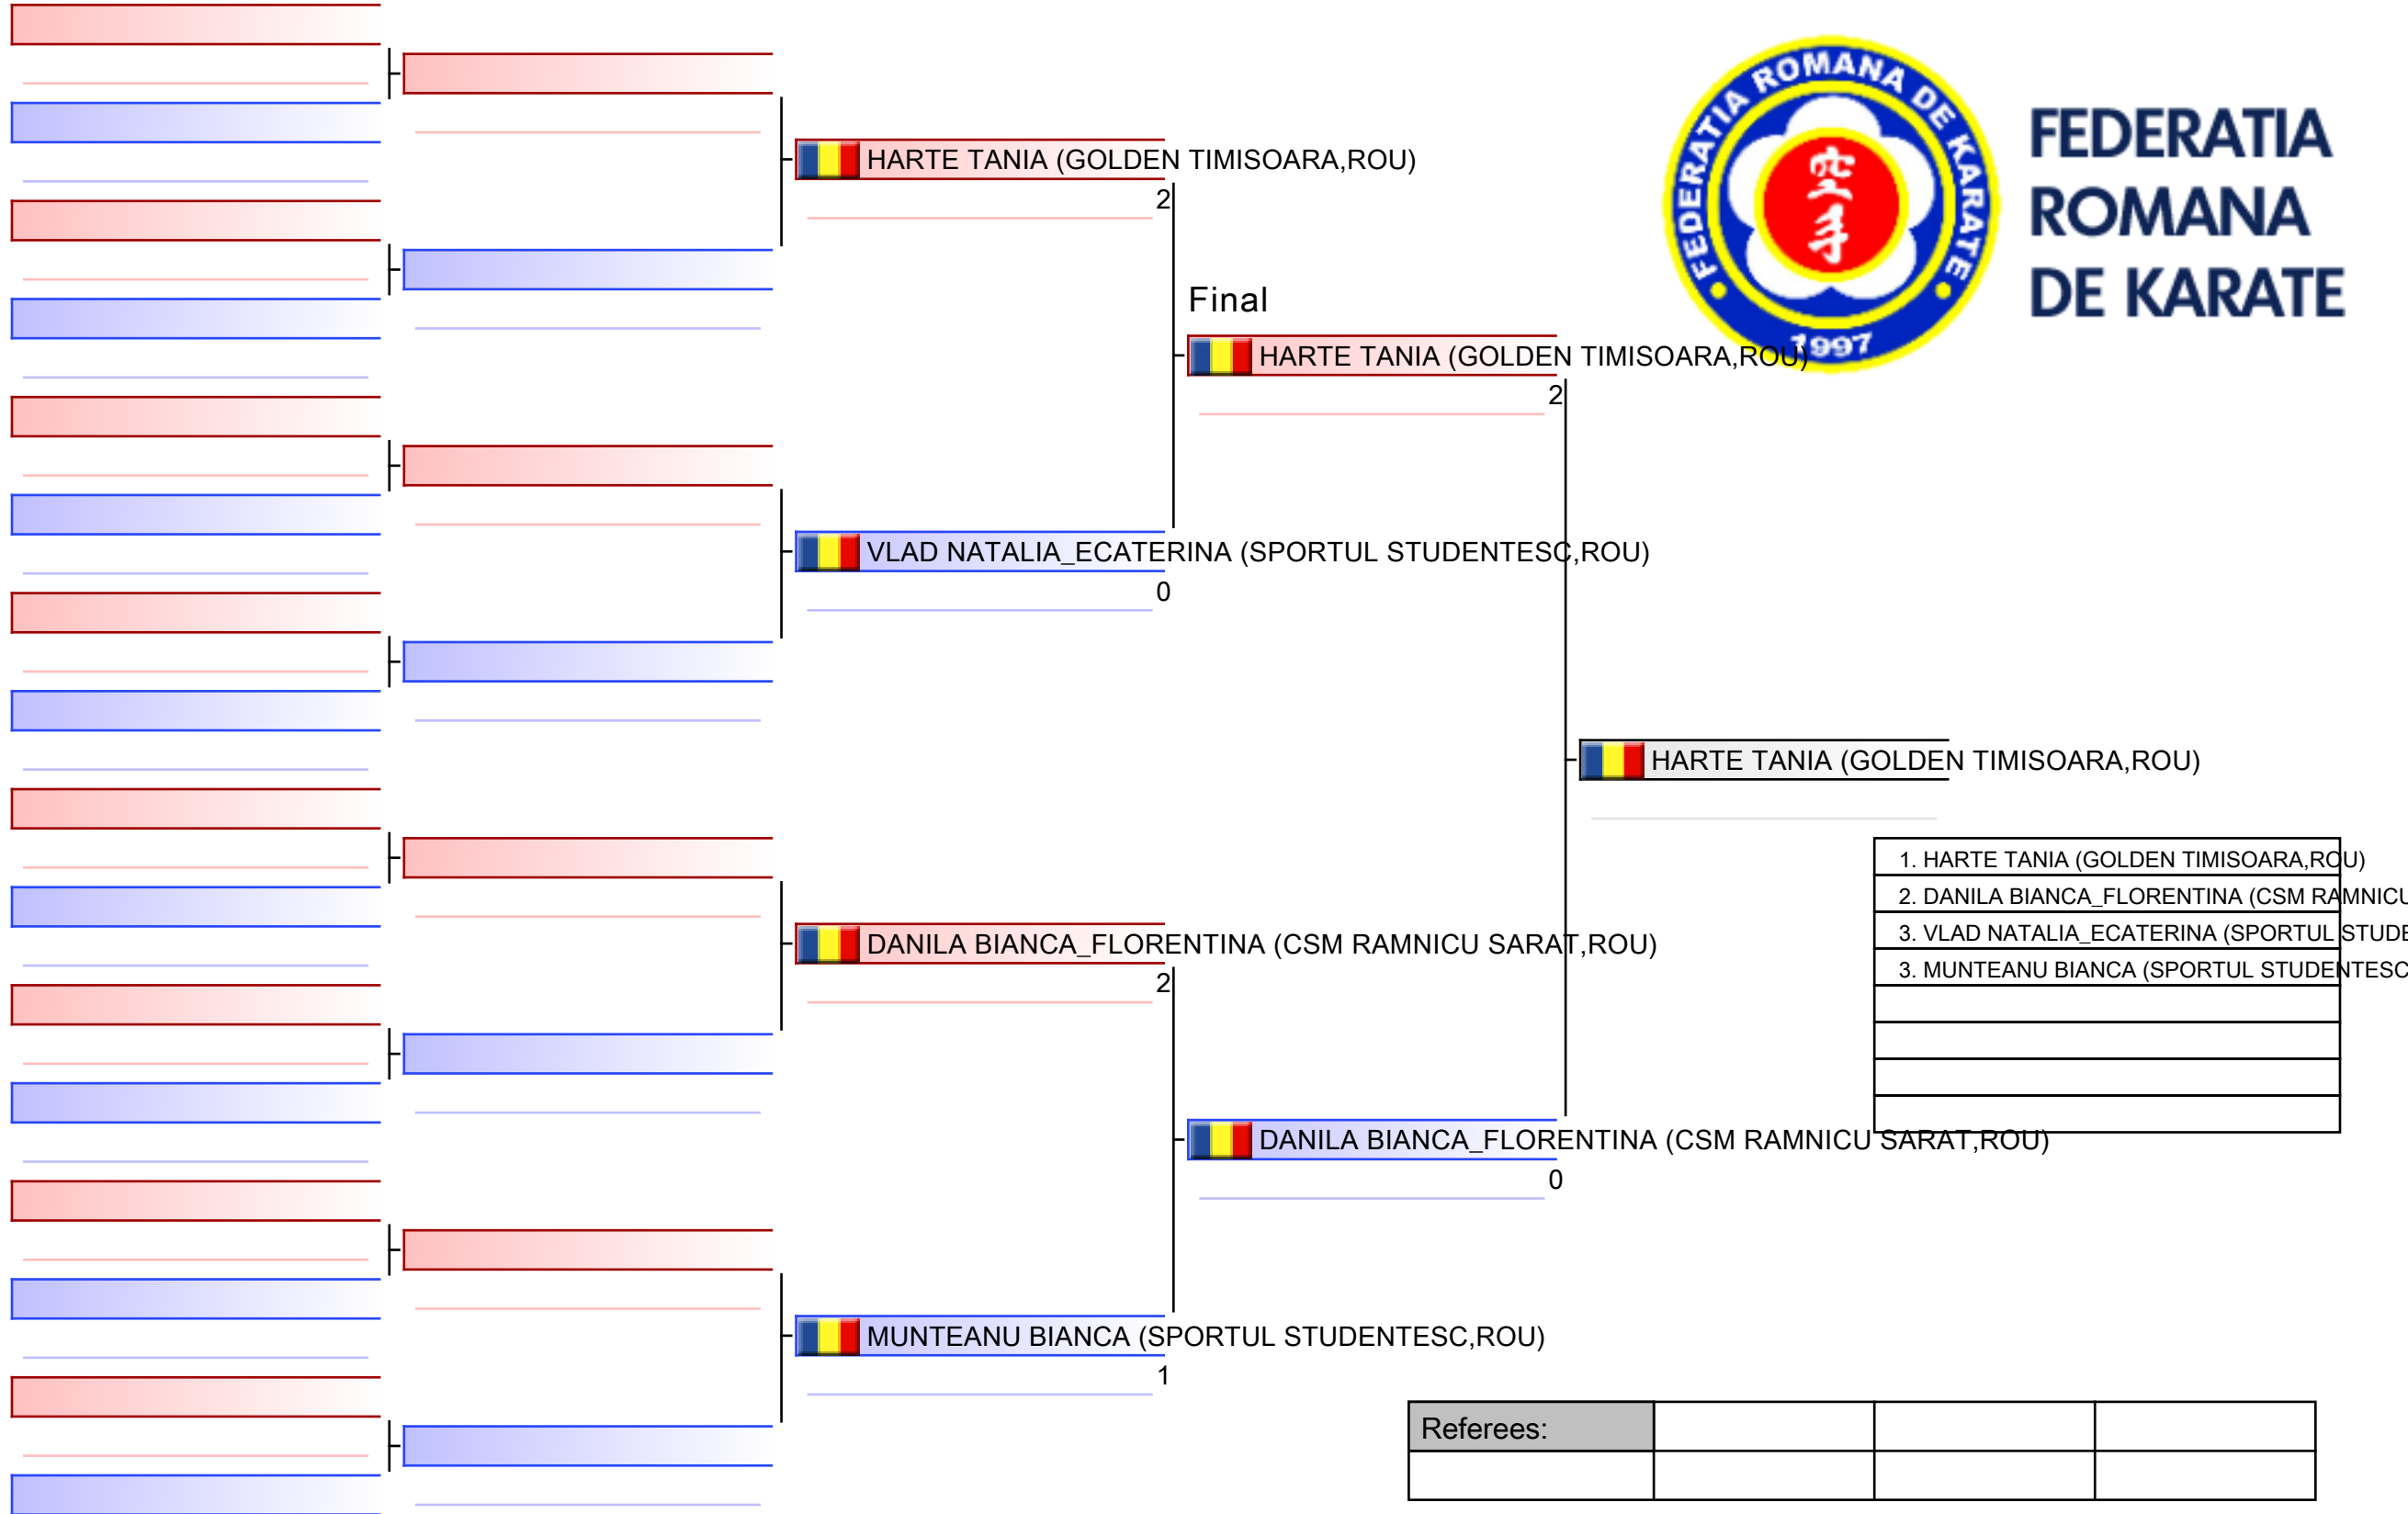 HARTE TANIA (GOLDEN TIMISOARA,ROU)
2
VLAD NATALIA_ECATERINA (SPORTUL STUDENTESC,ROU)
0
DANILA BIANCA_FLORENTINA (CSM RAMNICU SARAT,ROU)
2
MUNTEANU BIANCA (SPORTUL STUDENTESC,ROU)
1
Final
HARTE TANIA (GOLDEN TIMISOARA,ROU)
2
DANILA BIANCA_FLORENTINA (CSM RAMNICU SARAT,ROU)
0
HARTE TANIA (GOLDEN TIMISOARA,ROU)
FEDERATIA ROMANA DE KARATE
空手
1997
FEDERATIA
ROMANA
DE KARATE
1. HARTE TANIA (GOLDEN TIMISOARA,ROU)
2. DANILA BIANCA_FLORENTINA (CSM RAMNICU
3. VLAD NATALIA_ECATERINA (SPORTUL STUDE
3. MUNTEANU BIANCA (SPORTUL STUDENTESC
Referees: